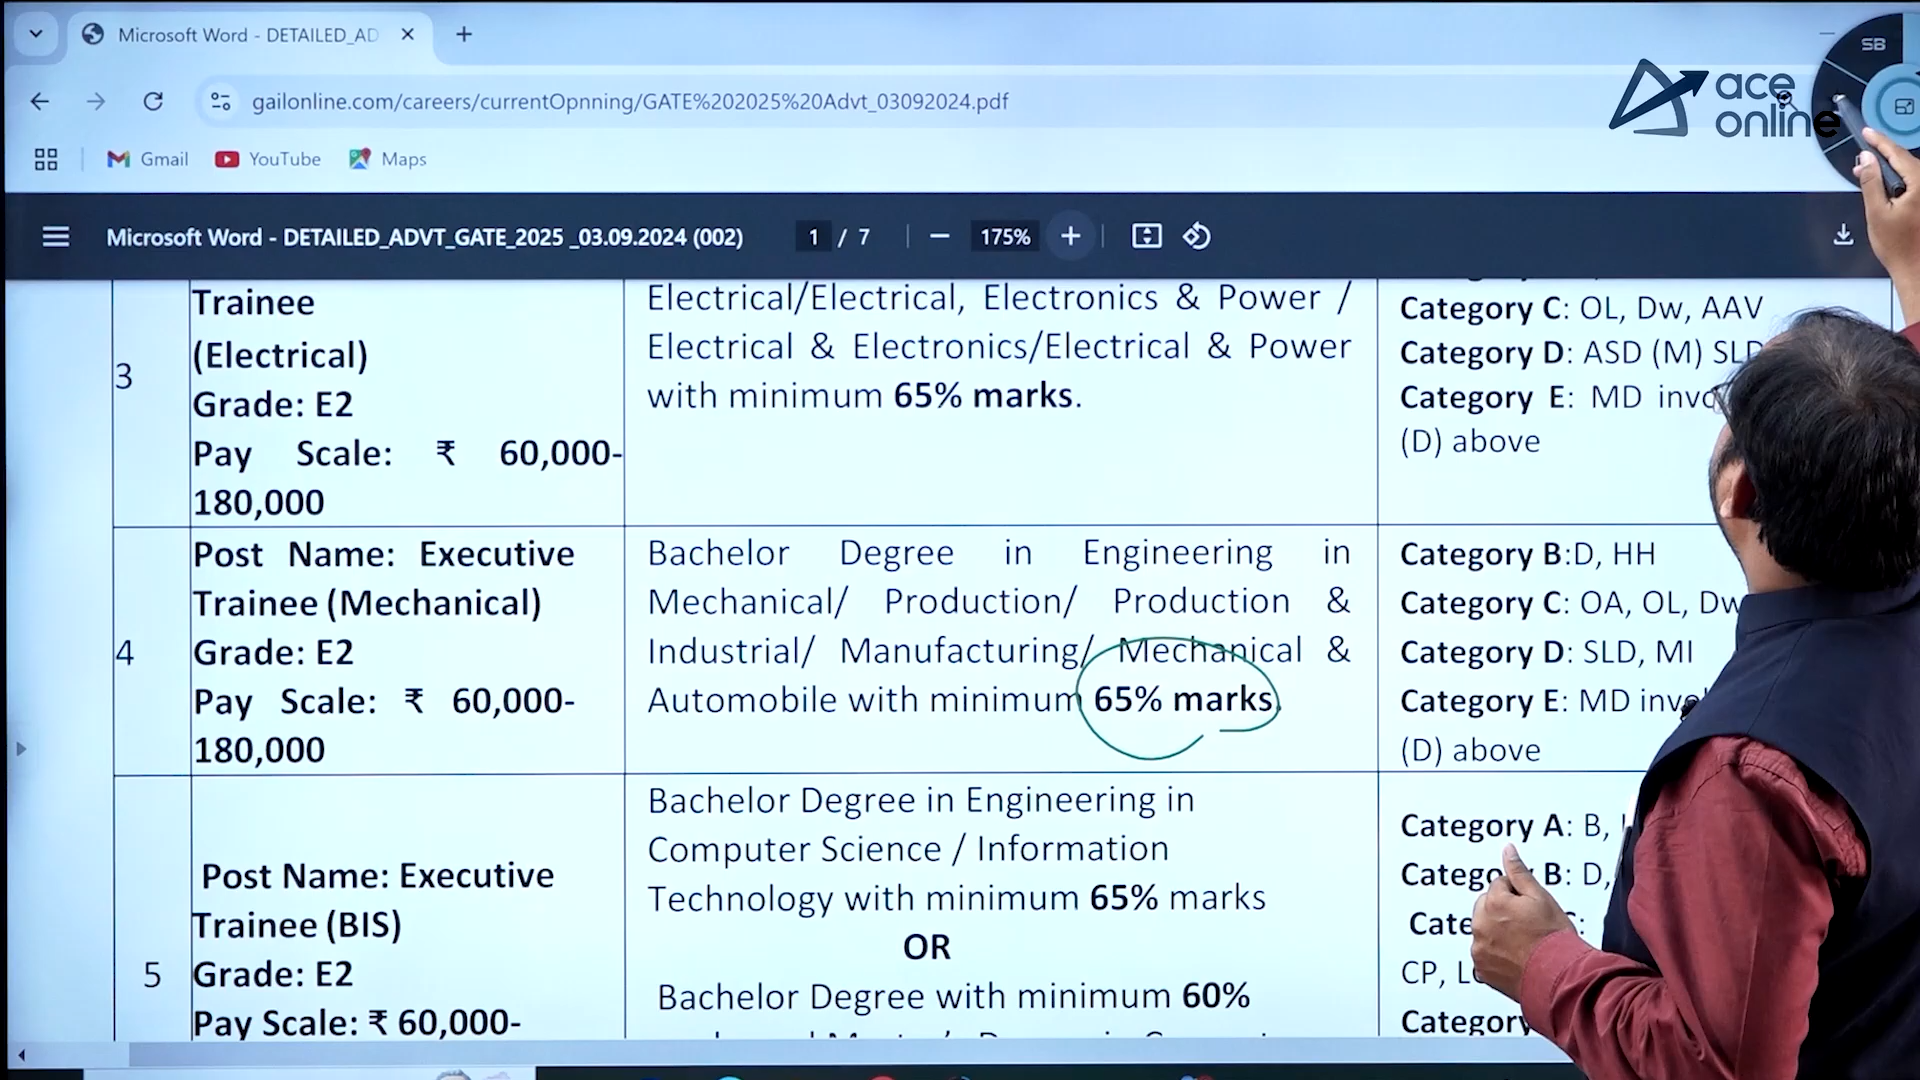 Microsoft Word - DETAILED_AD
SB
ace
online
gailonline.com/careers/currentOpnning/GATE%202025%20Advt_03092024.pdf
Gmail
YouTube
Maps
Microsoft Word - DETAILED_ADVT_GATE_2025 _03.09.2024 (002)
1 / 7
175%
3
Trainee
(Electrical)
Grade: E2
Pay Scale: ₹ 60,000-
180,000
Electrical/Electrical, Electronics & Power /
Electrical & Electronics/Electrical & Power
with minimum 65% marks.
Category C: OL, Dw, AAV
Category D: ASD (M) SLD
Category E: MD invo
(D) above
4
Post Name: Executive
Trainee (Mechanical)
Grade: E2
Pay Scale: ₹ 60,000-
180,000
Bachelor Degree in Engineering in
Mechanical/ Production/ Production &
Industrial/ Manufacturing/ Mechanical &
Automobile with minimum 65% marks.
Category B:D, HH
Category C: OA, OL, Dw
Category D: SLD, MI
Category E: MD invo
(D) above
5
Post Name: Executive
Trainee (BIS)
Grade: E2
Pay Scale: ₹ 60,000-
Bachelor Degree in Engineering in
Computer Science / Information
Technology with minimum 65% marks
OR
Bachelor Degree with minimum 60%
Category A: B,
Category B: D,
Cate
CP,
Category